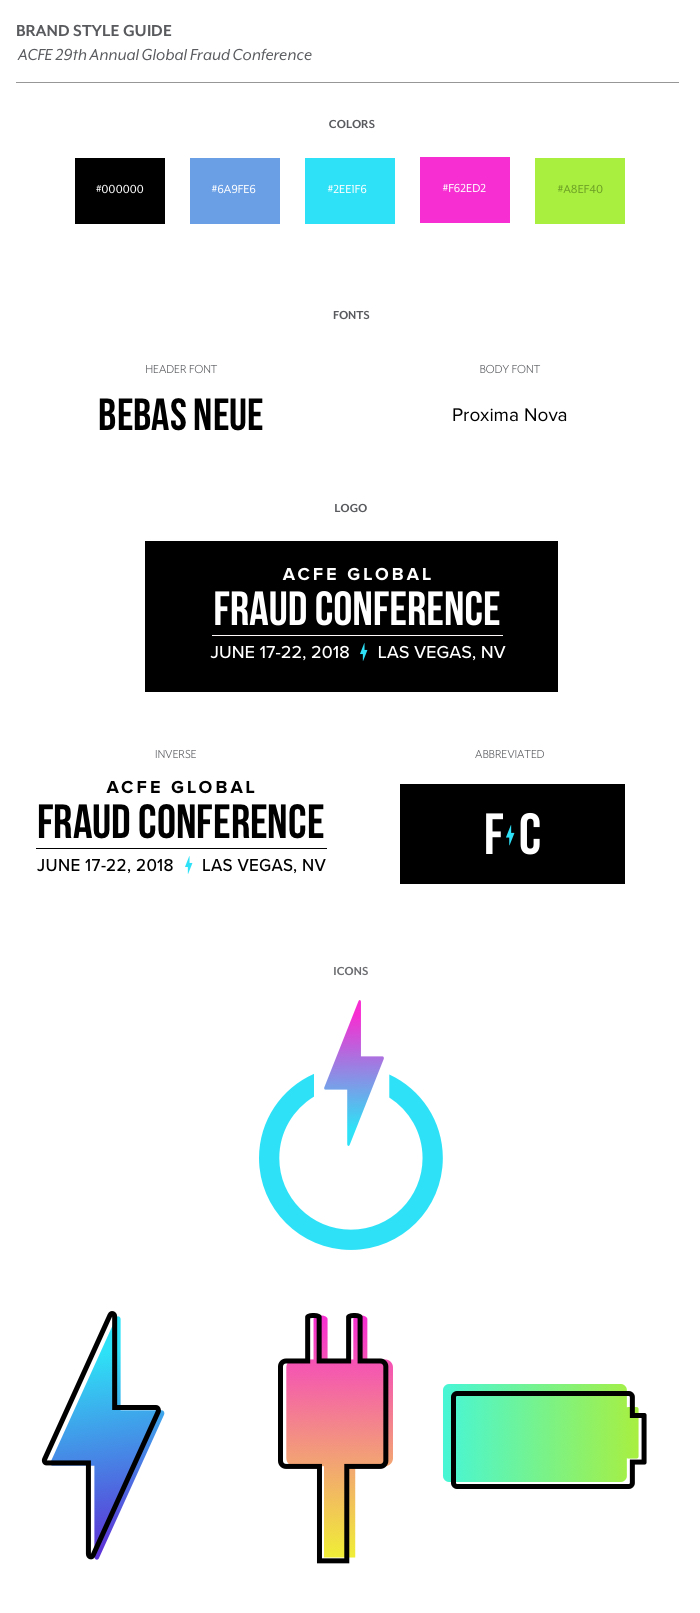 BRAND STYLE GUIDE
ACFE 29th Annual Global Fraud Conference
COLORS
#000000 #6A9FE6 #2EE1F6 #F62ED2 #A8EF40
FONTS
HEADER FONT BODY FONT
BEBAS NEUE Proxima Nova
LOGO
ACFE GLOBAL
FRAUD CONFERENCE
JUNE 17-22, 2018 LAS VEGAS, NV
INVERSE ABBREVIATED
ACFE GLOBAL
FRAUD CONFERENCE
JUNE 17-22, 2018 LAS VEGAS, NV
F C
ICONS